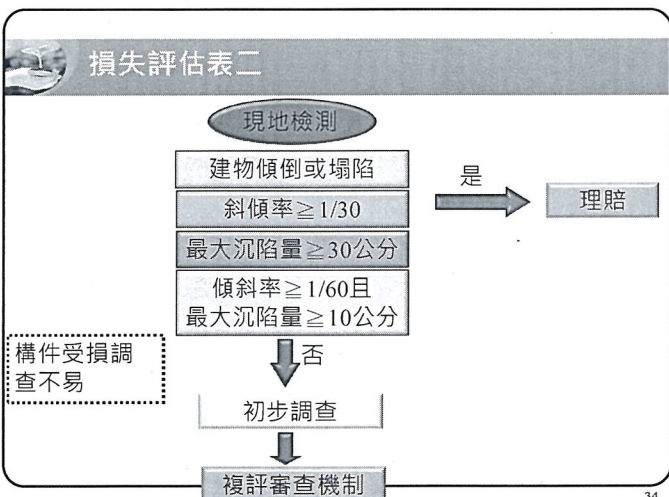 損失評估表二
現地檢測
建物傾倒或塌陷
斜傾率≧1/30
最大沉陷量≧30公分
傾斜率≧1/60且
最大沉陷量≧10公分
是
理賠
否
構件受損調
查不易
初步調查
複評審查機制
34